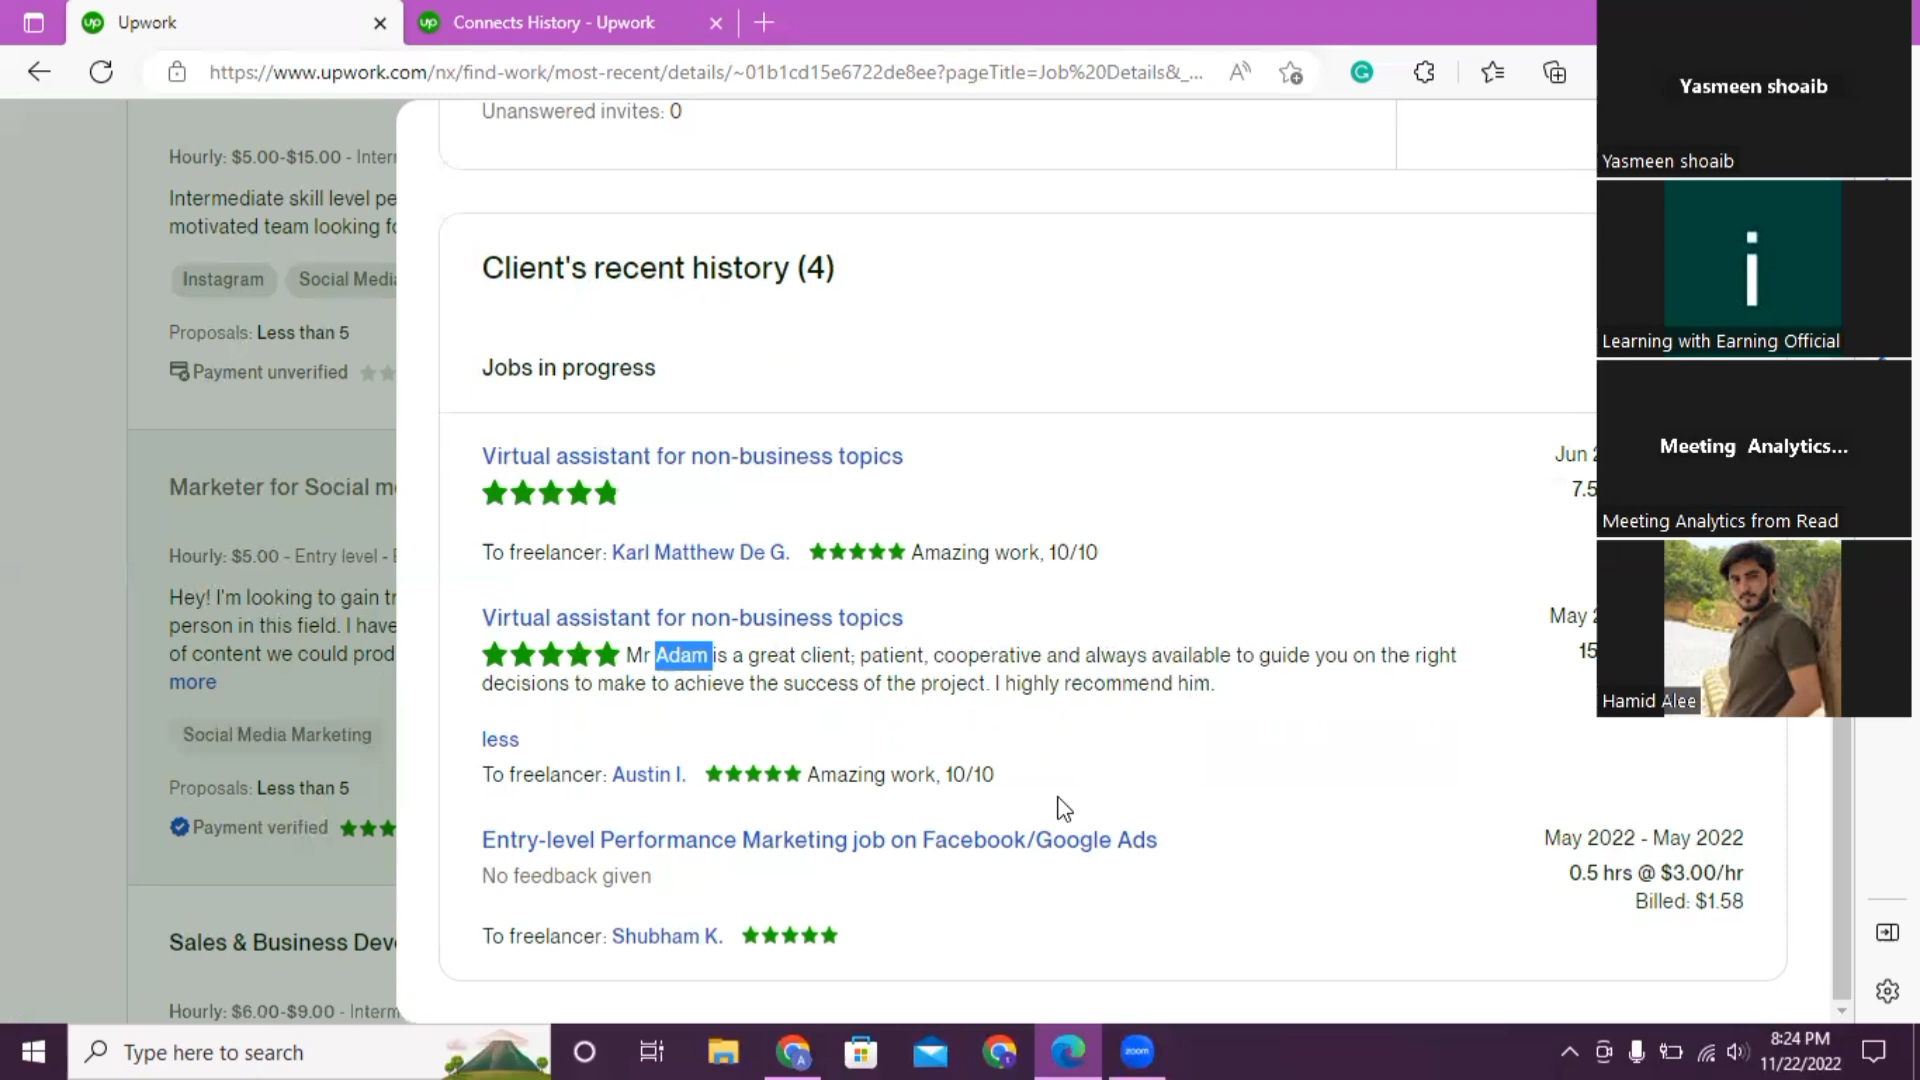 Upwork
Connects History - Upwork
https://www.upwork.com/nx/find-work/most-recent/details/~01b1cd15e6722de8ee?pageTitle=Job%20Details&_...
Unanswered invites: 0
Hourly: $5.00-$15.00 - Inter
Intermediate skill level pe
motivated team looking fo
Instagram
Social Media
Proposals: Less than 5
Payment unverified
Marketer for Social m
Hourly: $5.00 - Entry level -
Hey! I'm looking to gain tr
person in this field. I have
of content we could prod
more
Social Media Marketing
Proposals: Less than 5
Payment verified
Sales & Business Dev
Hourly: $6.00-$9.00 - Interm
Client's recent history (4)
Jobs in progress
Virtual assistant for non-business topics
Jun 2
7.5
To freelancer: Karl Matthew De G. Amazing work, 10/10
Virtual assistant for non-business topics
May 2
15
Mr Adam is a great client; patient, cooperative and always available to guide you on the right
decisions to make to achieve the success of the project. I highly recommend him.
less
To freelancer: Austin I. Amazing work, 10/10
Entry-level Performance Marketing job on Facebook/Google Ads
May 2022 - May 2022
No feedback given
0.5 hrs @ $3.00/hr
Billed: $1.58
To freelancer: Shubham K.
Yasmeen shoaib
Yasmeen shoaib
i
Learning with Earning Official
Meeting Analytics...
Meeting Analytics from Read
Hamid Alee
Type here to search
zoom
8:24 PM
11/22/2022